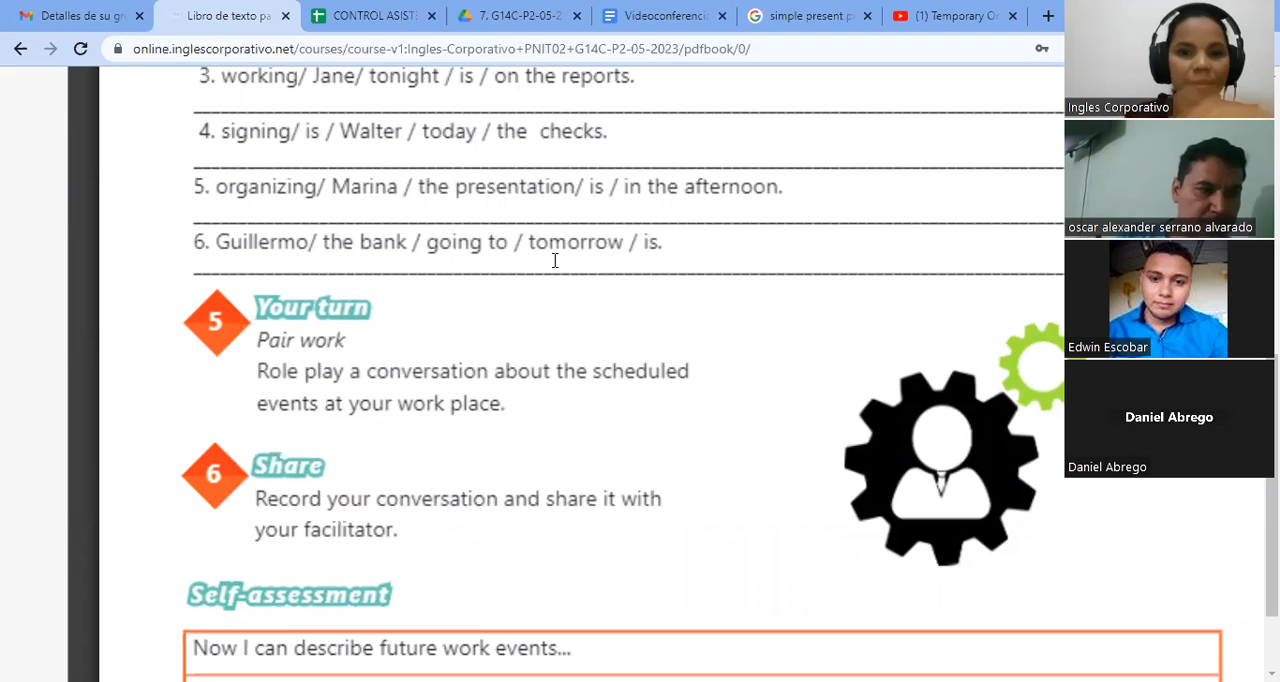 Detalles de su gr
Libro de texto pa
CONTROL ASIST
7. G14C-P2-05-2
Videoconferencia
simple present p
(1) Temporary Or
online.inglescorporativo.net/courses/course-v1:Ingles-Corporativo+PNIT02+G14C-P2-05-2023/pdfbook/0/
3. working/ Jane/ tonight / is / on the reports.
4. signing/ is / Walter / today / the checks.
5. organizing/ Marina / the presentation/ is / in the afternoon.
6. Guillermo/ the bank / going to / tomorrow / is.
5
Your turn
Pair work
Role play a conversation about the scheduled
events at your work place.
6
Share
Record your conversation and share it with
your facilitator.
Self-assessment
Now I can describe future work events...
Ingles Corporativo
oscar alexander serrano alvarado
Edwin Escobar
Daniel Abrego
Daniel Abrego